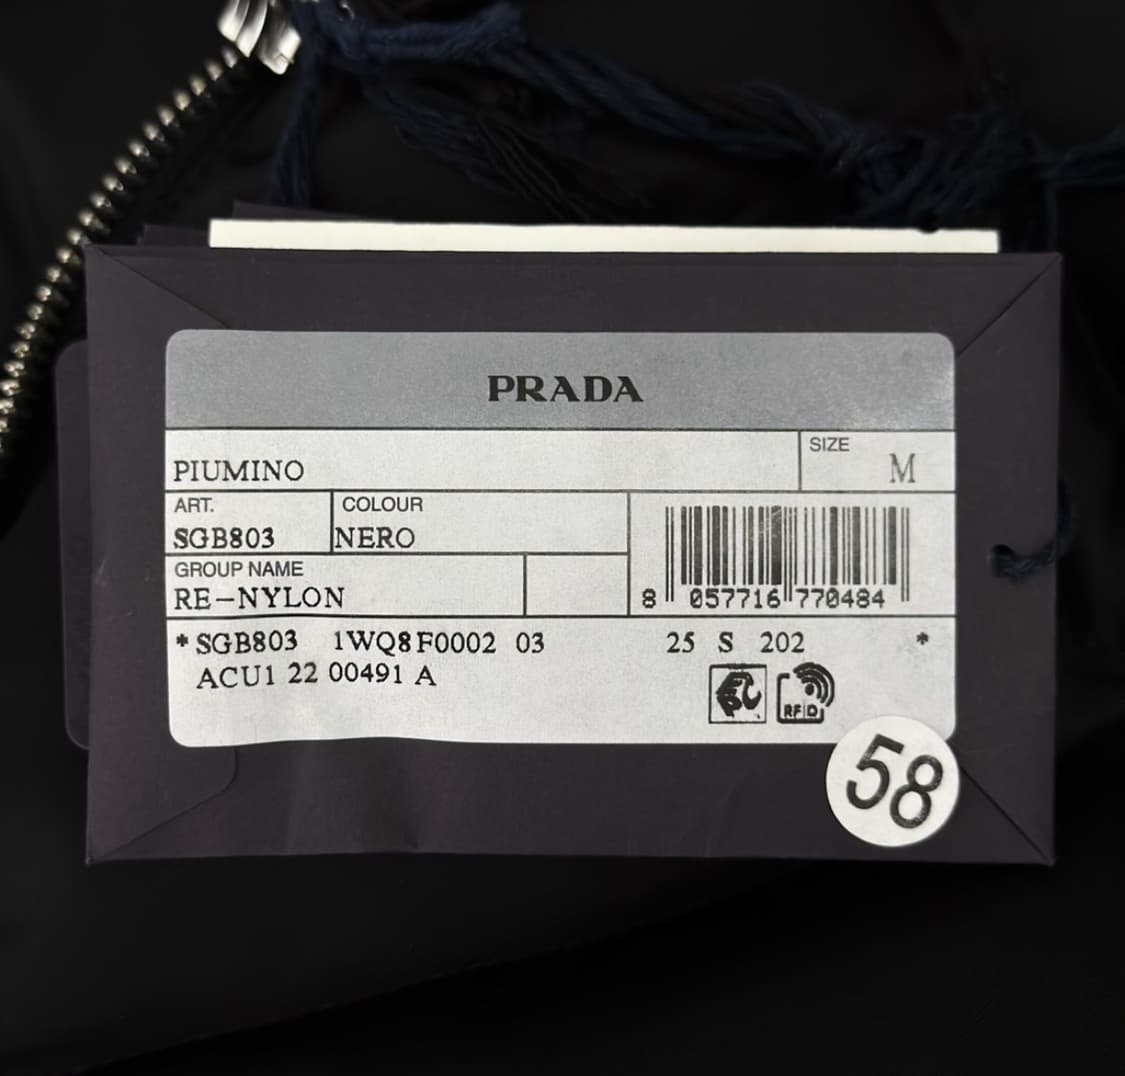 PRADA
PIUMINO
SIZE
M
ART.
SGB803
COLOUR
NERO
GROUP NAME
RE-NYLON
8 057716 770484
* SGB803 1WQ8 F0002 03 25 S 202 *
ACU1 22 00491 A
RFID
58